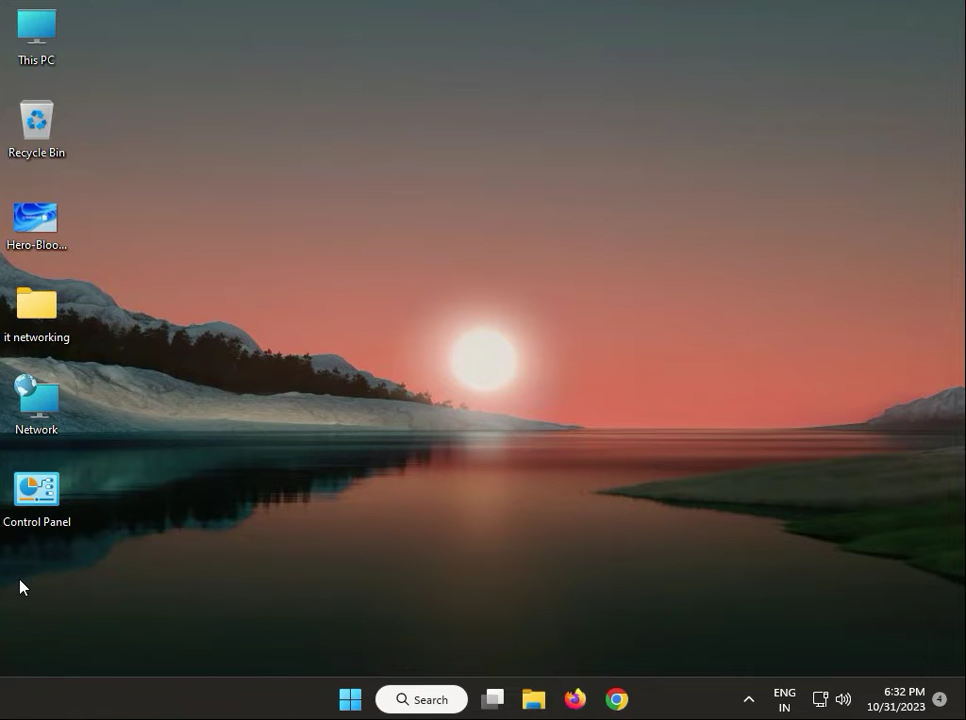 This PC
Recycle Bin
Hero-Bloo...
it networking
Network
Control Panel
Search
ENG
IN
6:32 PM
10/31/2023
4